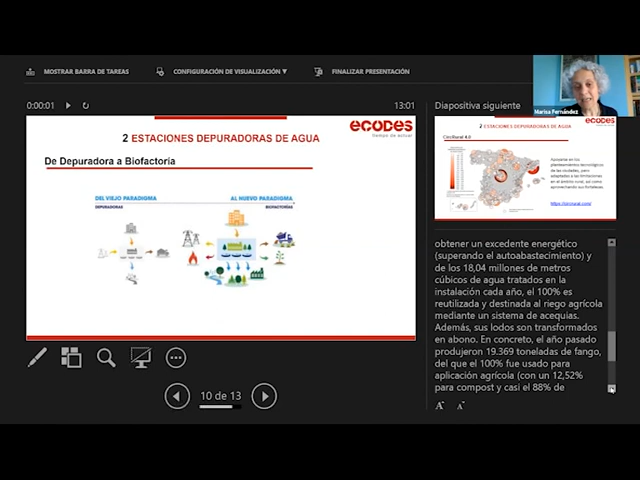 MOSTRAR BARRA DE TAREAS
CONFIGURACIÓN DE VISUALIZACIÓN ▼
FINALIZAR PRESENTACIÓN
Marisa Fernández
0:00:01
13:01
Diapositiva siguiente
ecodes
tiempo de actuar
2 ESTACIONES DEPURADORAS DE AGUA
De Depuradora a Biofactoría
DEL VIEJO PARADIGMA
DEPURADORAS
AL NUEVO PARADIGMA
BIOFACTORÍAS
10 de 13
ecodes
2 ESTACIONES DEPURADORAS DE AGUA
CircRural 4.0
obtener un excedente energético
(superando el autoabastecimiento) y
de los 18,04 millones de metros
cúbicos de agua tratados en la
instalación cada año, el 100% es
reutilizada y destinada al riego agrícola
mediante un sistema de acequias.
Además, sus lodos son transformados
en abono. En concreto, el año pasado
produjeron 19.369 toneladas de fango,
del que el 100% fue usado para
aplicación agrícola (con un 12,52%
para compost y casi el 88% de
A A